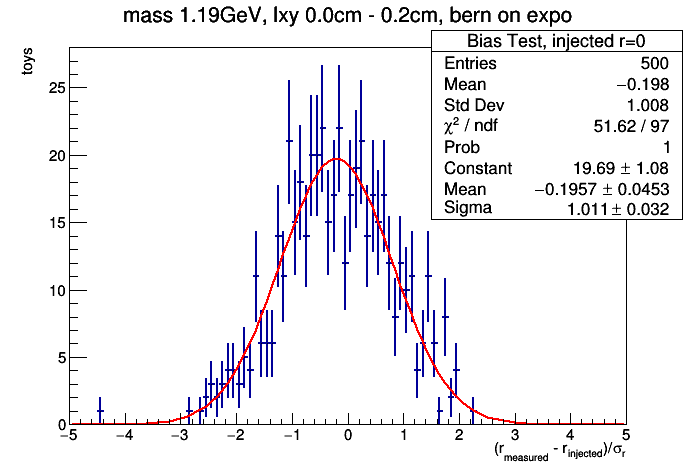 mass 1.19GeV, lxy 0.0cm - 0.2cm, bern on expo
Bias Test, injected r=0
Entries 500
Mean −0.198
Std Dev 1.008
χ² / ndf 51.62 / 97
Prob 1
Constant 19.69 ± 1.08
Mean −0.1957 ± 0.0453
Sigma 1.011 ± 0.032
toys
25
20
15
10
5
0
−5 −4 −3 −2 −1 0 1 2 3 4 5
(r_measured - r_injected)/σ_r